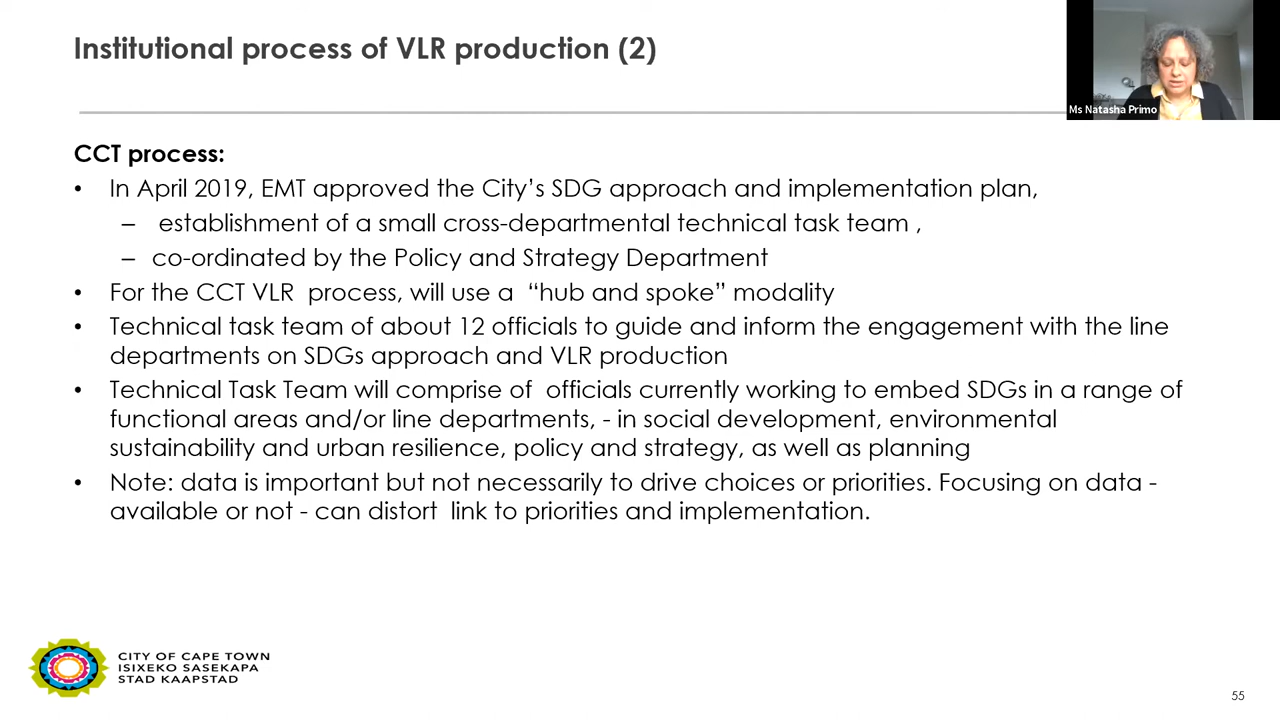 Institutional process of VLR production (2)
Ms Natasha Primo
CCT process:
• In April 2019, EMT approved the City’s SDG approach and implementation plan,
– establishment of a small cross-departmental technical task team ,
– co-ordinated by the Policy and Strategy Department
• For the CCT VLR process, will use a “hub and spoke” modality
• Technical task team of about 12 officials to guide and inform the engagement with the line
departments on SDGs approach and VLR production
• Technical Task Team will comprise of officials currently working to embed SDGs in a range of
functional areas and/or line departments, - in social development, environmental
sustainability and urban resilience, policy and strategy, as well as planning
• Note: data is important but not necessarily to drive choices or priorities. Focusing on data -
available or not - can distort link to priorities and implementation.
CITY OF CAPE TOWN
ISIXEKO SASEKAPA
STAD KAAPSTAD
55